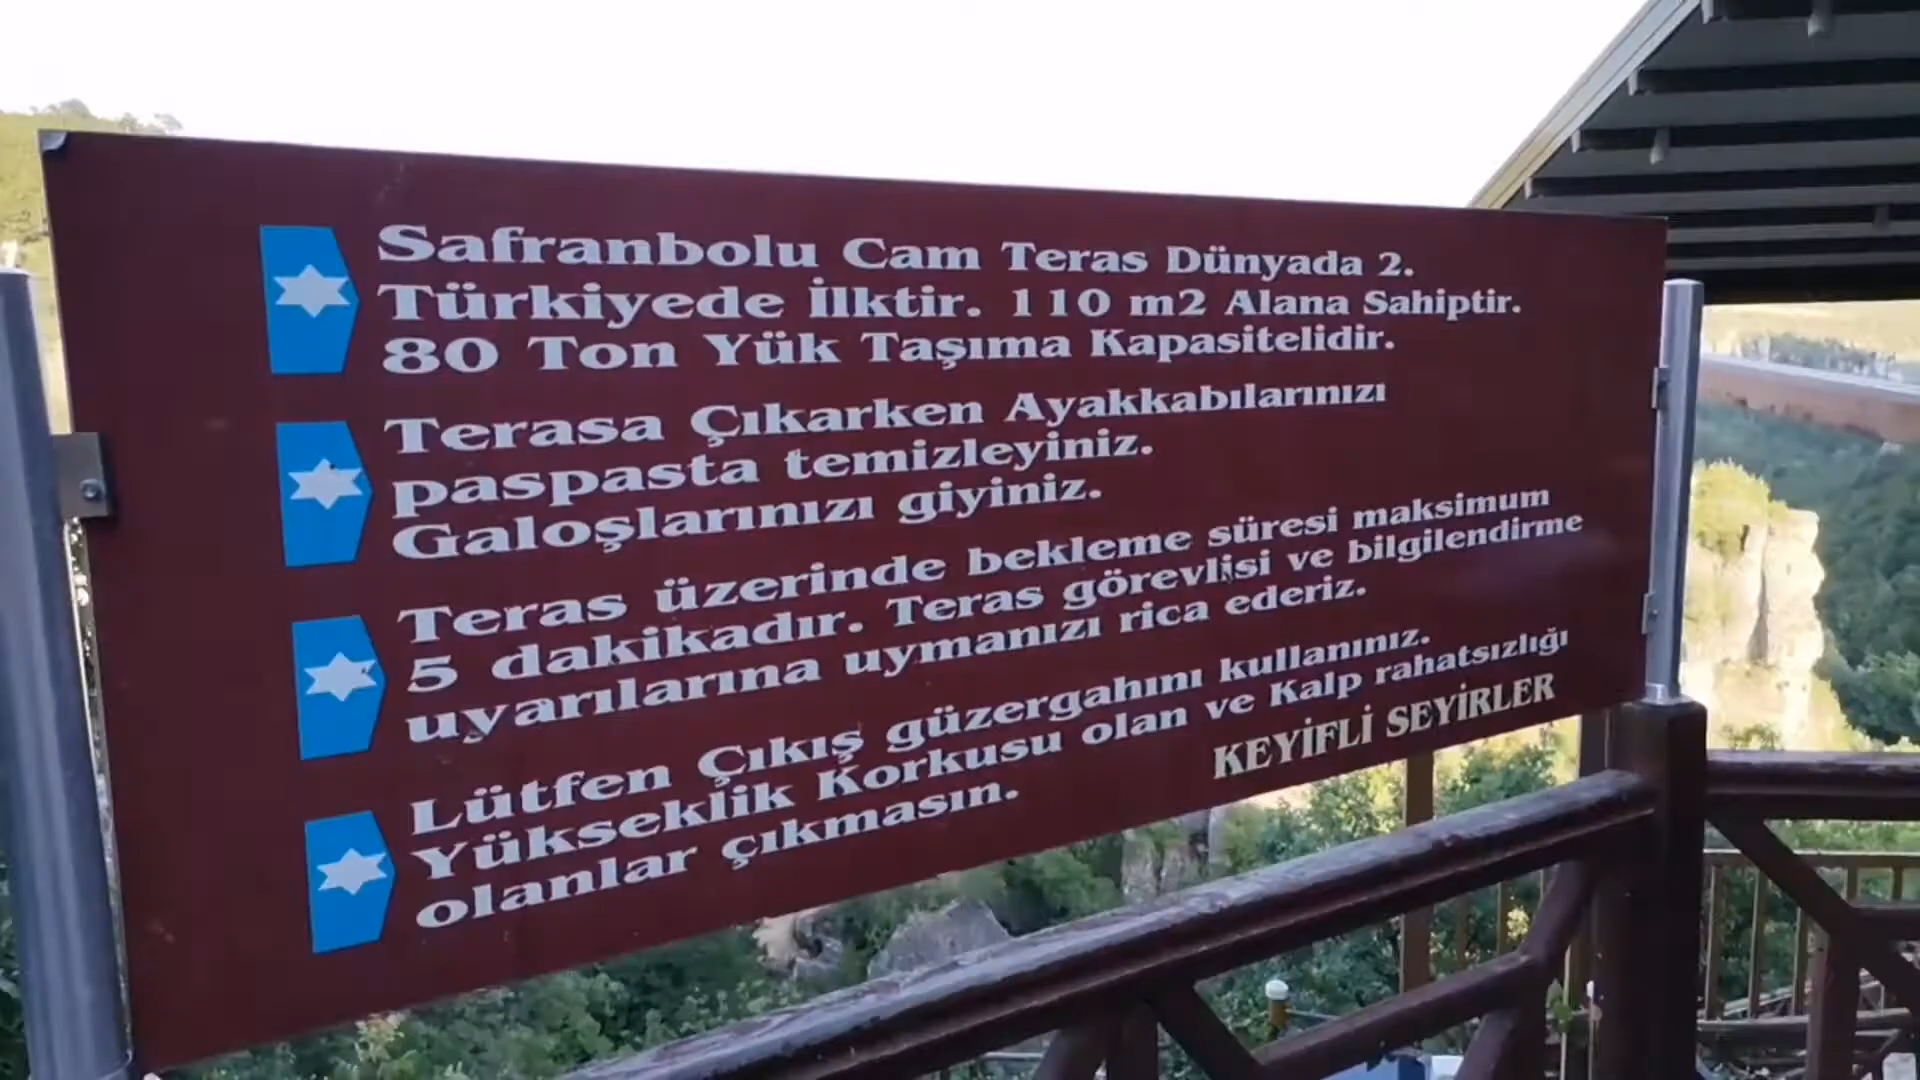 Safranbolu Cam Teras Dünyada 2.
Türkiyede İlktir. 110 m2 Alana Sahiptir.
80 Ton Yük Taşıma Kapasitelidir.
Terasa Çıkarken Ayakkabılarınızı
paspasta temizleyiniz.
Galoşlarınızı giyiniz.
Teras üzerinde bekleme süresi maksimum
5 dakikadır. Teras görevlisi ve bilgilendirme
uyarılarına uymanızı rica ederiz.
Lütfen Çıkış güzergahını kullanınız.
Yükseklik Korkusu olan ve Kalp rahatsızlığı
olanlar çıkmasın.
KEYİFLİ SEYİRLER